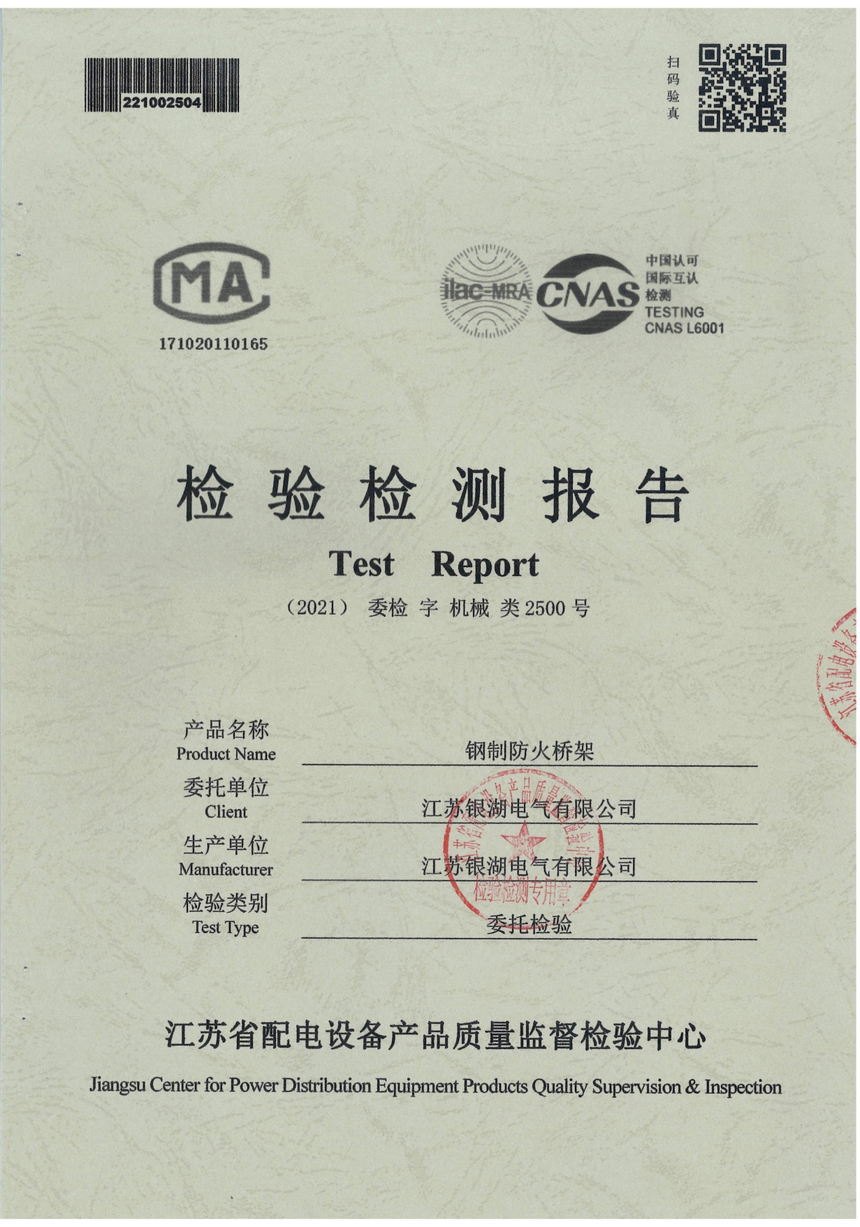 221002504
扫码验真
MA
171020110165
ilac-MRA
CNAS
中国认可
国际互认
检测
TESTING
CNAS L6001
检验检测报告
Test Report
（2021） 委检 字 机械 类 2500 号
产品名称
Product Name
钢制防火桥架
委托单位
Client
江苏银湖电气有限公司
生产单位
Manufacturer
江苏银湖电气有限公司
检验类别
Test Type
委托检验
检验检测专用章
江苏省配电设备产品质量监督检验中心
Jiangsu Center for Power Distribution Equipment Products Quality Supervision & Inspection